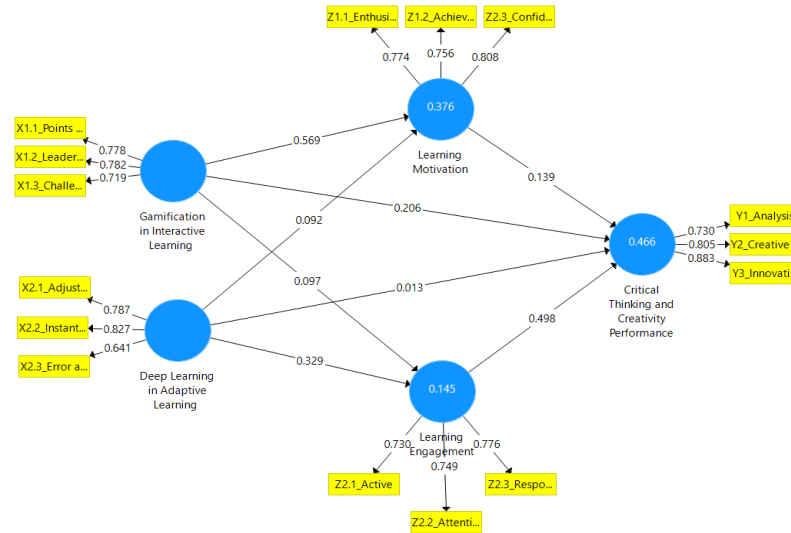 Z1.1_Enthusi...
Z1.2_Achiev...
Z2.3_Confid...
0.774
0.756
0.808
0.376
Learning
Motivation
X1.1_Points ...
X1.2_Leader...
X1.3_Challe...
0.778
0.782
0.719
Gamification
in Interactive
Learning
0.569
0.092
0.206
0.097
0.139
0.013
0.329
0.498
0.466
Critical
Thinking and
Creativity
Performance
0.730
0.805
0.883
Y1_Analysis
Y2_Creative
Y3_Innovati
X2.1_Adjust...
X2.2_Instant...
X2.3_Error a...
0.787
0.827
0.641
Deep Learning
in Adaptive
Learning
0.145
Learning
Engagement
0.730
0.749
0.776
Z2.1_Active
Z2.2_Attenti...
Z2.3_Respo...